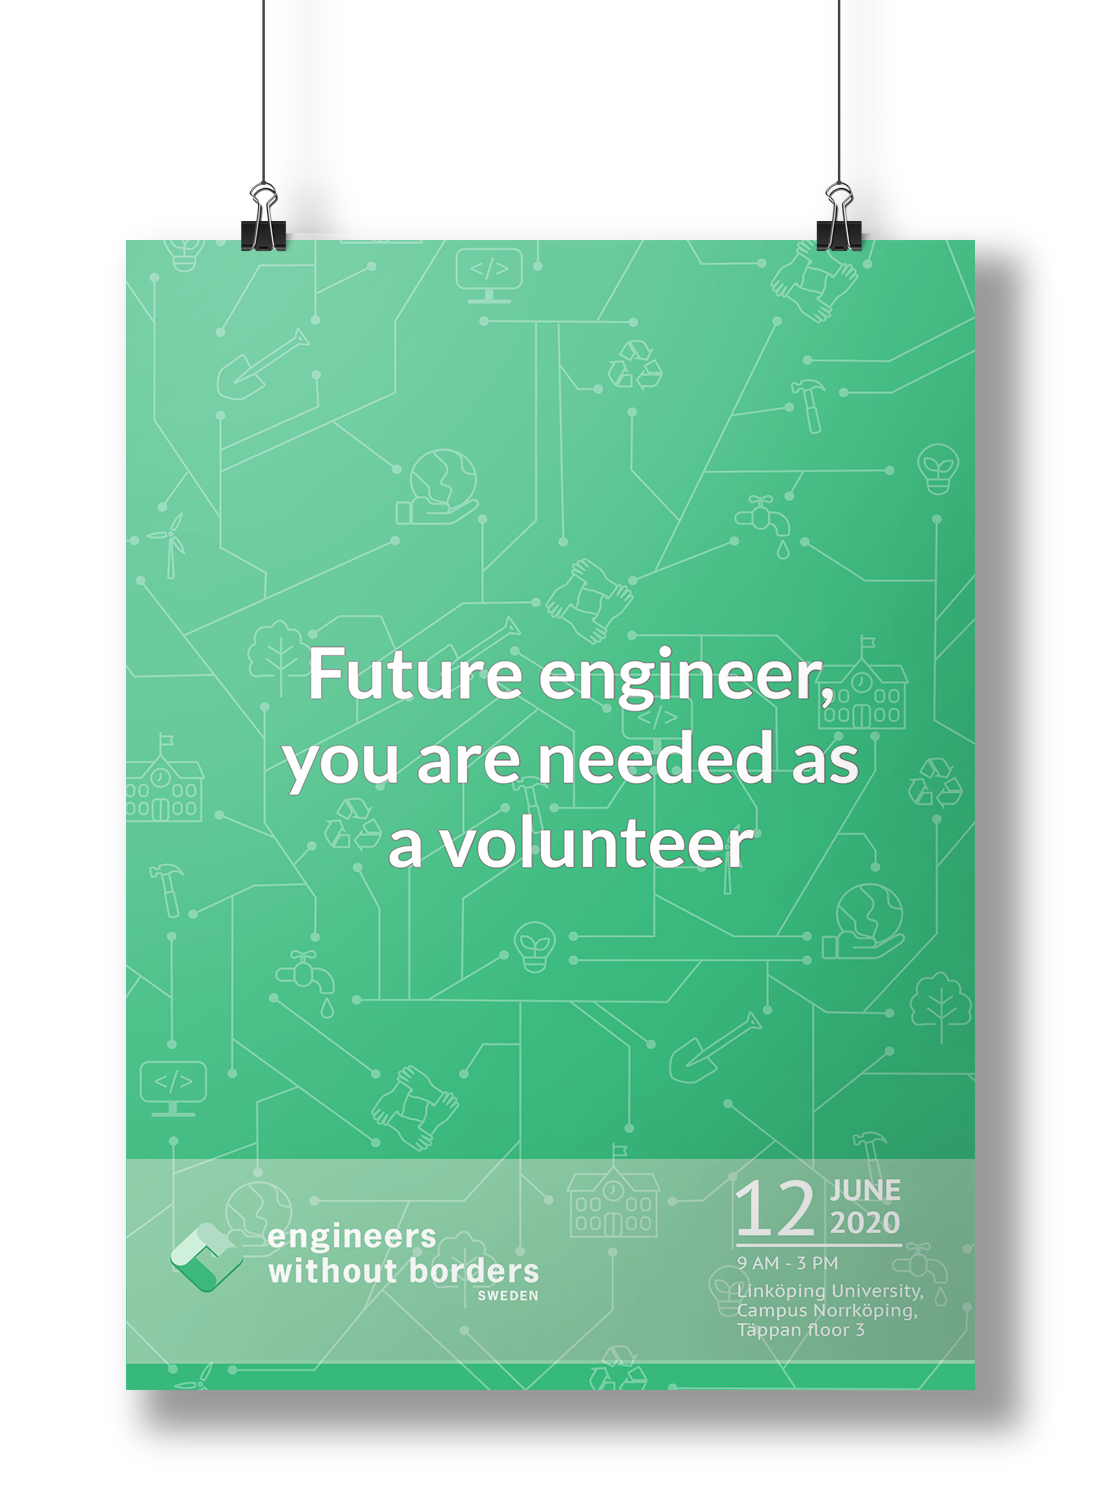 Future engineer,
you are needed as
a volunteer
engineers
without borders
SWEDEN
12 JUNE
2020
9 AM - 3 PM
Linköping University,
Campus Norrköping,
Täppan floor 3